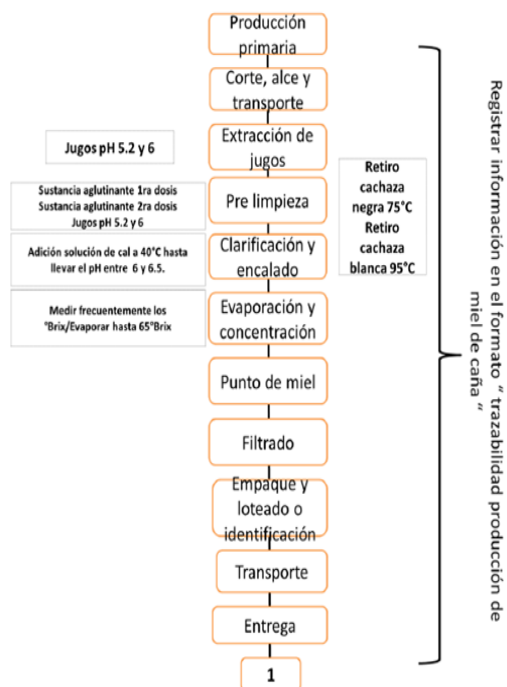 Producción
primaria
Corte, alce y
transporte
Extracción de
jugos
Jugos pH 5.2 y 6
Pre limpieza
Sustancia aglutinante 1ra dosis
Sustancia aglutinante 2ra dosis
Jugos pH 5.2 y 6
Retiro
cachaza
negra 75°C
Retiro
cachaza
blanca 95°C
Clarificación y
encalado
Adición solución de cal a 40°C hasta
llevar el pH entre 6 y 6.5.
Evaporación y
concentración
Medir frecuentemente los
°Brix/Evaporar hasta 65°Brix
Punto de miel
Filtrado
Empaque y
loteado o
identificación
Transporte
Entrega
1
Registrar información en el formato “ trazabilidad producción de
miel de caña “